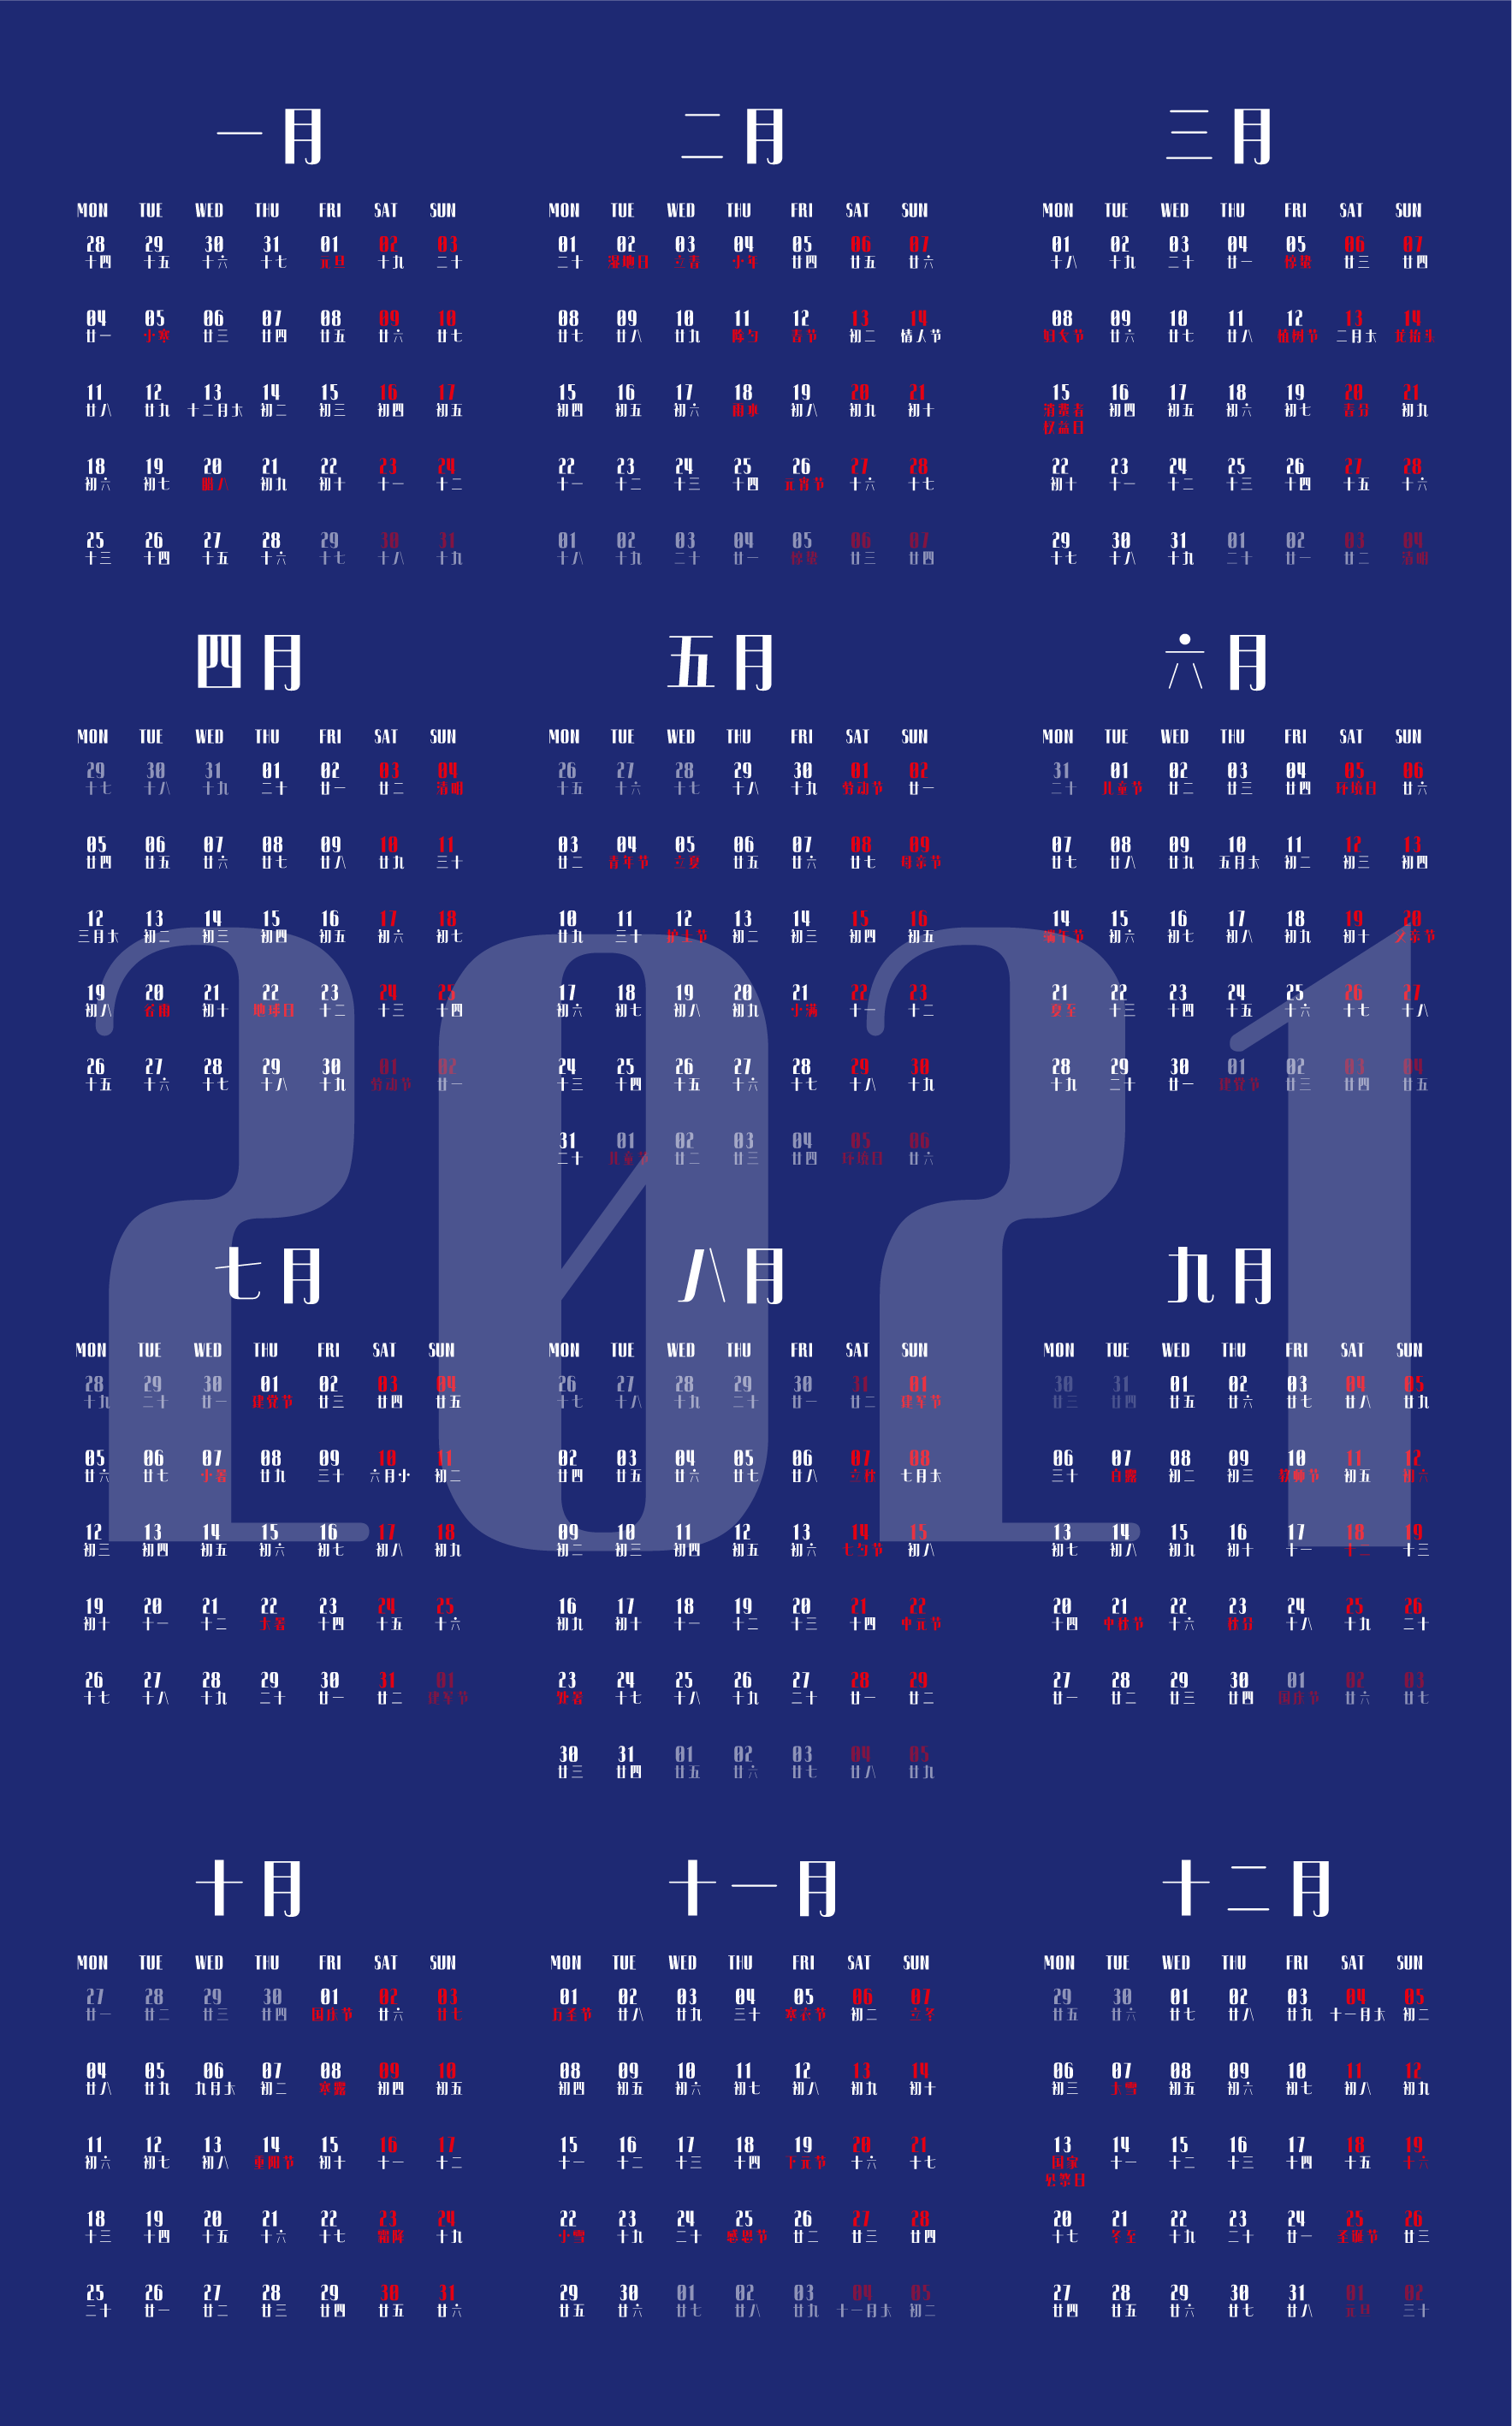 一月
MON TUE WED THU FRI SAT SUN
28 29 30 31 01 02 03
十四 十五 十六 十七 元旦 十九 二十
04 05 06 07 08 09 10
廿一 小寒 廿三 廿四 廿五 廿六 廿七
11 12 13 14 15 16 17
廿八 廿九 十二月大 初二 初三 初四 初五
18 19 20 21 22 23 24
初六 初七 腊八 初九 初十 十一 十二
25 26 27 28 29 30 31
十三 十四 十五 十六 十七 十八 十九
二月
MON TUE WED THU FRI SAT SUN
01 02 03 04 05 06 07
二十 湿地日 立春 小年 廿四 廿五 廿六
08 09 10 11 12 13 14
廿七 廿八 廿九 除夕 春节 初二 情人节
15 16 17 18 19 20 21
初四 初五 初六 雨水 初八 初九 初十
22 23 24 25 26 27 28
十一 十二 十三 十四 元宵节 十六 十七
01 02 03 04 05 06 07
十八 十九 二十 廿一 惊蛰 廿三 廿四
三月
MON TUE WED THU FRI SAT SUN
01 02 03 04 05 06 07
十八 十九 二十 廿一 惊蛰 廿三 廿四
08 09 10 11 12 13 14
妇女节 廿六 廿七 廿八 植树节 二月大 龙抬头
15 16 17 18 19 20 21
消费者 初四 初五 初六 初七 春分 初九
权益日
22 23 24 25 26 27 28
初十 十一 十二 十三 十四 十五 十六
29 30 31 01 02 03 04
十七 十八 十九 二十 廿一 廿二 清明
四月
MON TUE WED THU FRI SAT SUN
29 30 31 01 02 03 04
十七 十八 十九 二十 廿一 廿二 清明
05 06 07 08 09 10 11
廿四 廿五 廿六 廿七 廿八 廿九 三十
12 13 14 15 16 17 18
三月大 初二 初三 初四 初五 初六 初七
19 20 21 22 23 24 25
初八 谷雨 初十 地球日 十二 十三 十四
26 27 28 29 30 01 02
十五 十六 十七 十八 十九 劳动节 廿一
五月
MON TUE WED THU FRI SAT SUN
26 27 28 29 30 01 02
十五 十六 十七 十八 十九 劳动节 廿一
03 04 05 06 07 08 09
廿二 青年节 立夏 廿五 廿六 廿七 母亲节
10 11 12 13 14 15 16
廿九 三十 护士节 初二 初三 初四 初五
17 18 19 20 21 22 23
初六 初七 初八 初九 小满 十一 十二
24 25 26 27 28 29 30
十三 十四 十五 十六 十七 十八 十九
31 01 02 03 04 05 06
二十 儿童节 廿二 廿三 廿四 环境日 廿六
六月
MON TUE WED THU FRI SAT SUN
31 01 02 03 04 05 06
二十 儿童节 廿二 廿三 廿四 环境日 廿六
07 08 09 10 11 12 13
廿七 廿八 廿九 五月大 初二 初三 初四
14 15 16 17 18 19 20
端午节 初六 初七 初八 初九 初十 父亲节
21 22 23 24 25 26 27
夏至 十三 十四 十五 十六 十七 十八
28 29 30 01 02 03 04
十九 二十 廿一 建党节 廿三 廿四 廿五
2021
七月
MON TUE WED THU FRI SAT SUN
28 29 30 01 02 03 04
十九 二十 廿一 建党节 廿三 廿四 廿五
05 06 07 08 09 10 11
廿六 廿七 小暑 廿九 三十 六月小 初二
12 13 14 15 16 17 18
初三 初四 初五 初六 初七 初八 初九
19 20 21 22 23 24 25
初十 十一 十二 大暑 十四 十五 十六
26 27 28 29 30 31 01
十七 十八 十九 二十 廿一 廿二 建军节
八月
MON TUE WED THU FRI SAT SUN
26 27 28 29 30 31 01
十七 十八 十九 二十 廿一 廿二 建军节
02 03 04 05 06 07 08
廿四 廿五 廿六 廿七 廿八 立秋 七月大
09 10 11 12 13 14 15
初二 初三 初四 初五 初六 七夕节 初八
16 17 18 19 20 21 22
初九 初十 十一 十二 十三 十四 中元节
23 24 25 26 27 28 29
处暑 十七 十八 十九 二十 廿一 廿二
30 31 01 02 03 04 05
廿三 廿四 廿五 廿六 廿七 廿八 廿九
九月
MON TUE WED THU FRI SAT SUN
30 31 01 02 03 04 05
廿三 廿四 廿五 廿六 廿七 廿八 廿九
06 07 08 09 10 11 12
三十 白露 初二 初三 教师节 初五 初六
13 14 15 16 17 18 19
初七 初八 初九 初十 十一 十二 十三
20 21 22 23 24 25 26
十四 中秋节 十六 秋分 十八 十九 二十
27 28 29 30 01 02 03
廿一 廿二 廿三 廿四 国庆节 廿六 廿七
十月
MON TUE WED THU FRI SAT SUN
27 28 29 30 01 02 03
廿一 廿二 廿三 廿四 国庆节 廿六 廿七
04 05 06 07 08 09 10
廿八 廿九 九月大 初二 寒露 初四 初五
11 12 13 14 15 16 17
初六 初七 初八 重阳节 初十 十一 十二
18 19 20 21 22 23 24
十三 十四 十五 十六 十七 霜降 十九
25 26 27 28 29 30 31
二十 廿一 廿二 廿三 廿四 廿五 廿六
十一月
MON TUE WED THU FRI SAT SUN
01 02 03 04 05 06 07
万圣节 廿八 廿九 三十 寒衣节 初二 立冬
08 09 10 11 12 13 14
初四 初五 初六 初七 初八 初九 初十
15 16 17 18 19 20 21
十一 十二 十三 十四 下元节 十六 十七
22 23 24 25 26 27 28
小雪 十九 二十 感恩节 廿二 廿三 廿四
29 30 01 02 03 04 05
廿五 廿六 廿七 廿八 廿九 十一月大 初二
十二月
MON TUE WED THU FRI SAT SUN
29 30 01 02 03 04 05
廿五 廿六 廿七 廿八 廿九 十一月大 初二
06 07 08 09 10 11 12
初三 大雪 初五 初六 初七 初八 初九
13 14 15 16 17 18 19
国家 十一 十二 十三 十四 十五 十六
公祭日
20 21 22 23 24 25 26
十七 冬至 十九 二十 廿一 圣诞节 廿三
27 28 29 30 31 01 02
廿四 廿五 廿六 廿七 廿八 元旦 三十